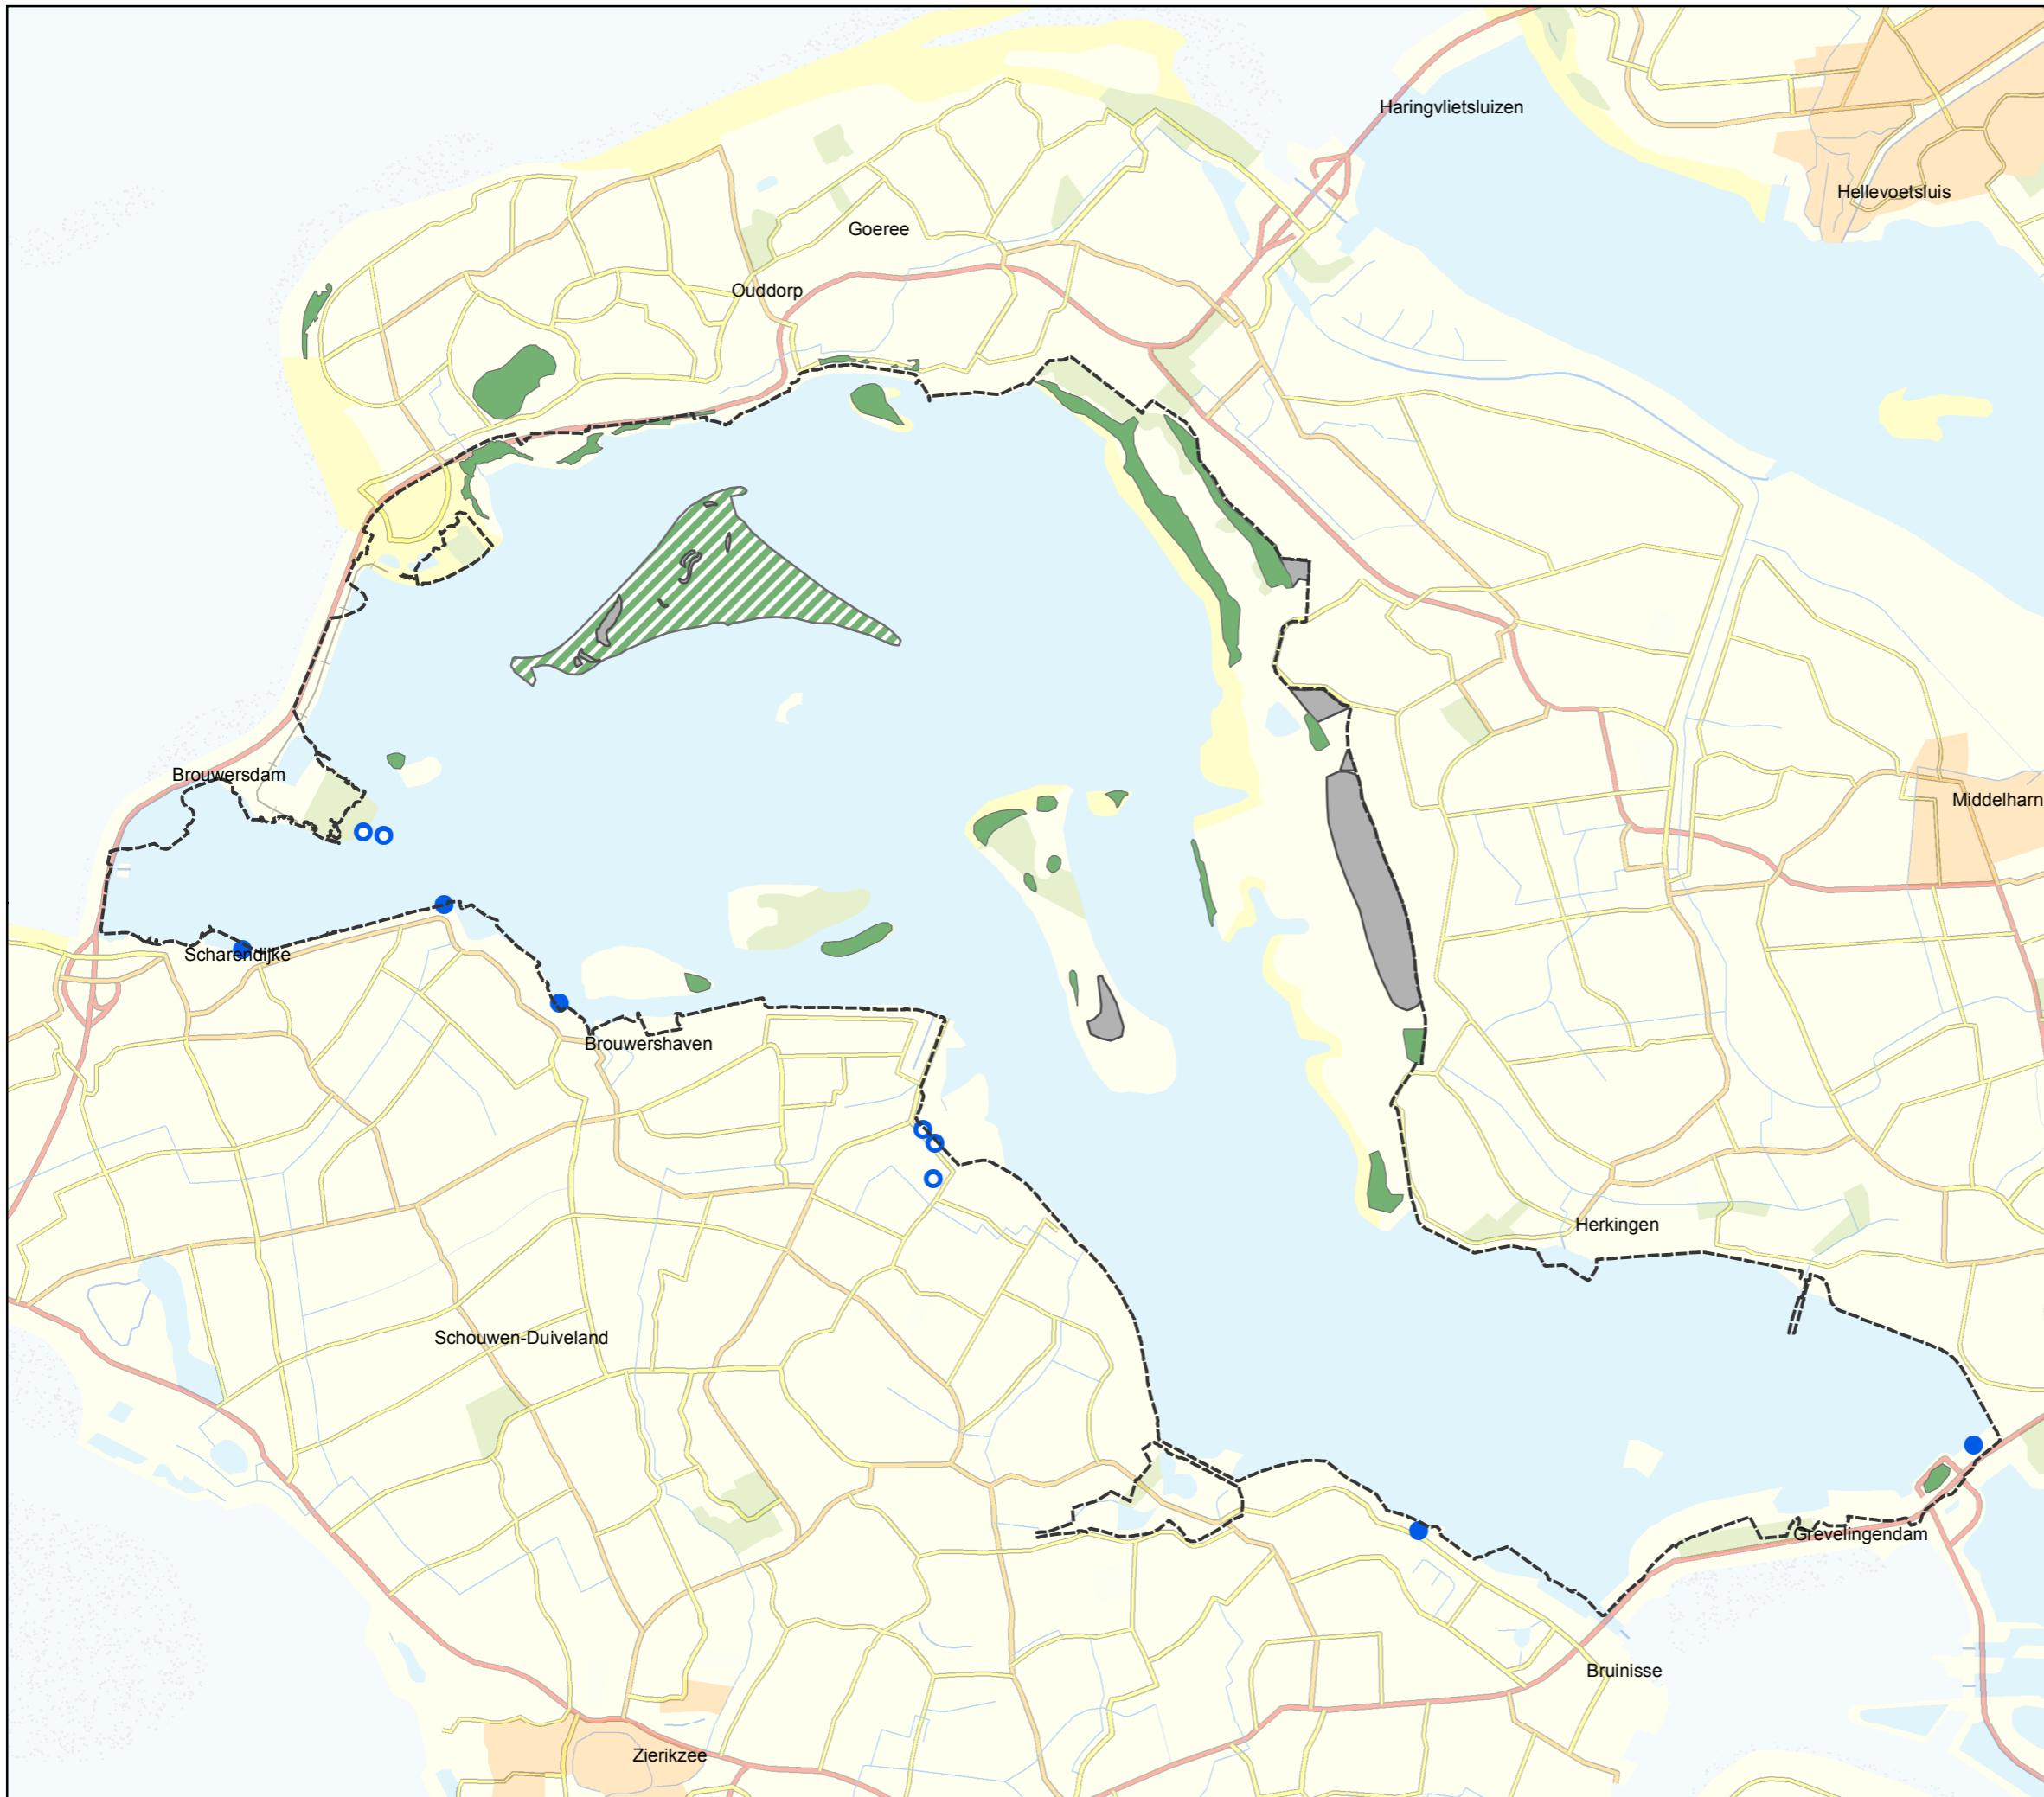 Haringvlietsluizen
Hellevoetsluis
Goeree
Ouddorp
Brouwersdam
Middelharn
Scharendijke
Brouwershaven
Herkingen
Schouwen-Duiveland
Grevelingendam
Bruinisse
Zierikzee